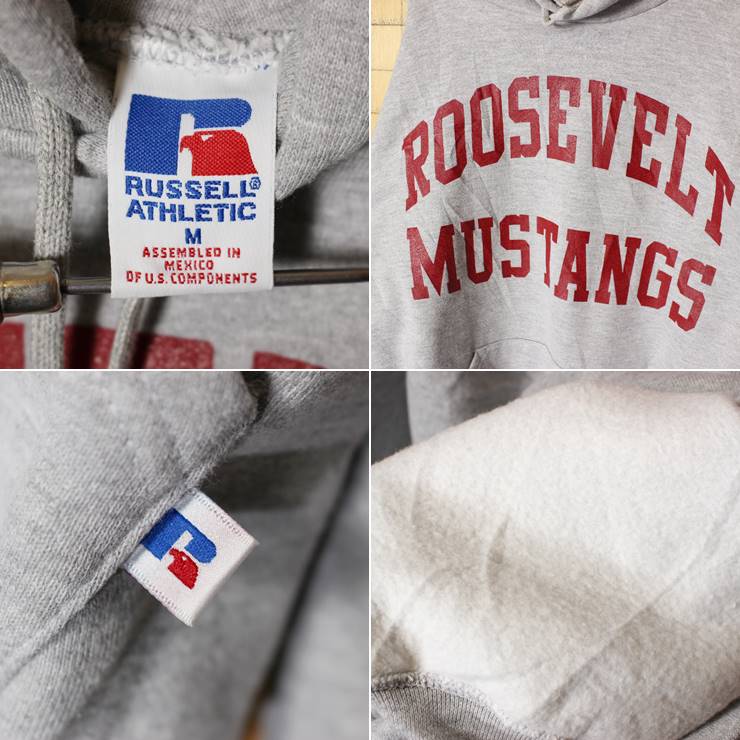 RUSSELL®
ATHLETIC
M
ASSEMBLED IN
MEXICO
OF U.S. COMPONENTS
ROOSEVELT
MUSTANGS